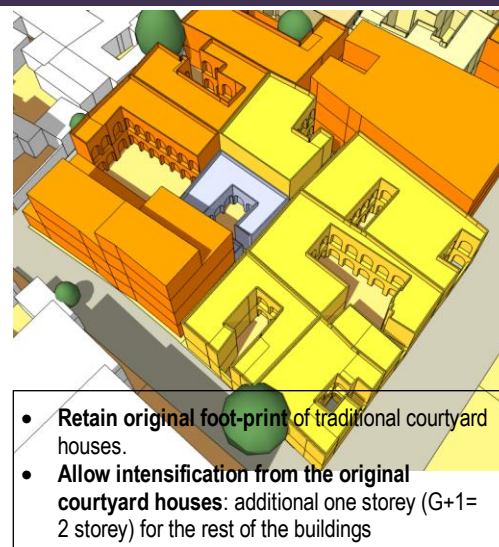 • Retain original foot-print of traditional courtyard
houses.
• Allow intensification from the original
courtyard houses: additional one storey (G+1=
2 storey) for the rest of the buildings